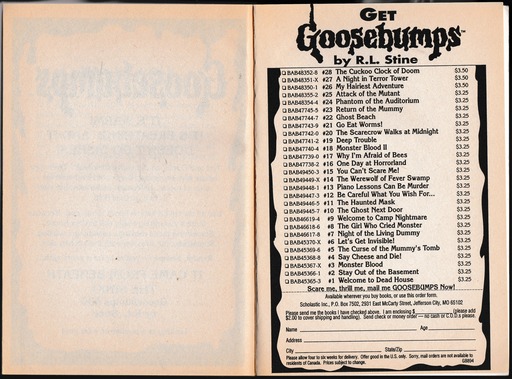 GET
Goosebumps™
by R.L. Stine
BAB48352-8 #28 The Cuckoo Clock of Doom $3.50
BAB48351-X #27 A Night in Terror Tower $3.50
BAB48350-1 #26 My Hairiest Adventure $3.50
BAB48355-2 #25 Attack of the Mutant $3.25
BAB48354-4 #24 Phantom of the Auditorium $3.25
BAB47745-5 #23 Return of the Mummy $3.25
BAB47744-7 #22 Ghost Beach $3.25
BAB47743-9 #21 Go Eat Worms! $3.25
BAB47742-0 #20 The Scarecrow Walks at Midnight $3.25
BAB47741-2 #19 Deep Trouble $3.25
BAB47740-4 #18 Monster Blood II $3.25
BAB47739-0 #17 Why I'm Afraid of Bees $3.25
BAB47738-2 #16 One Day at Horrorland $3.25
BAB49450-3 #15 You Can't Scare Me! $3.25
BAB49449-X #14 The Werewolf of Fever Swamp $3.25
BAB49448-1 #13 Piano Lessons Can Be Murder $3.25
BAB49447-3 #12 Be Careful What You Wish For... $3.25
BAB49446-5 #11 The Haunted Mask $3.25
BAB49445-7 #10 The Ghost Next Door $3.25
BAB46619-4 #9 Welcome to Camp Nightmare $3.25
BAB46618-6 #8 The Girl Who Cried Monster $3.25
BAB46617-8 #7 Night of the Living Dummy $3.25
BAB45370-X #6 Let's Get Invisible! $3.25
BAB45369-6 #5 The Curse of the Mummy's Tomb $3.25
BAB45368-8 #4 Say Cheese and Die! $3.25
BAB45367-X #3 Monster Blood $3.25
BAB45366-1 #2 Stay Out of the Basement $3.25
BAB45365-3 #1 Welcome to Dead House $3.25
Scare me, thrill me, mail me GOOSEBUMPS Now!
Available wherever you buy books, or use this order form.
Scholastic Inc., P.O. Box 7502, 2931 East McCarty Street, Jefferson City, MO 65102
Please send me the books I have checked above. I am enclosing $ (please add
$2.00 to cover shipping and handling). Send check or money order — no cash or C.O.D.s please.
Name Age
Address
City State/Zip
Please allow four to six weeks for delivery. Offer good in the U.S. only. Sorry, mail orders are not available to
residents of Canada. Prices subject to change. GB894